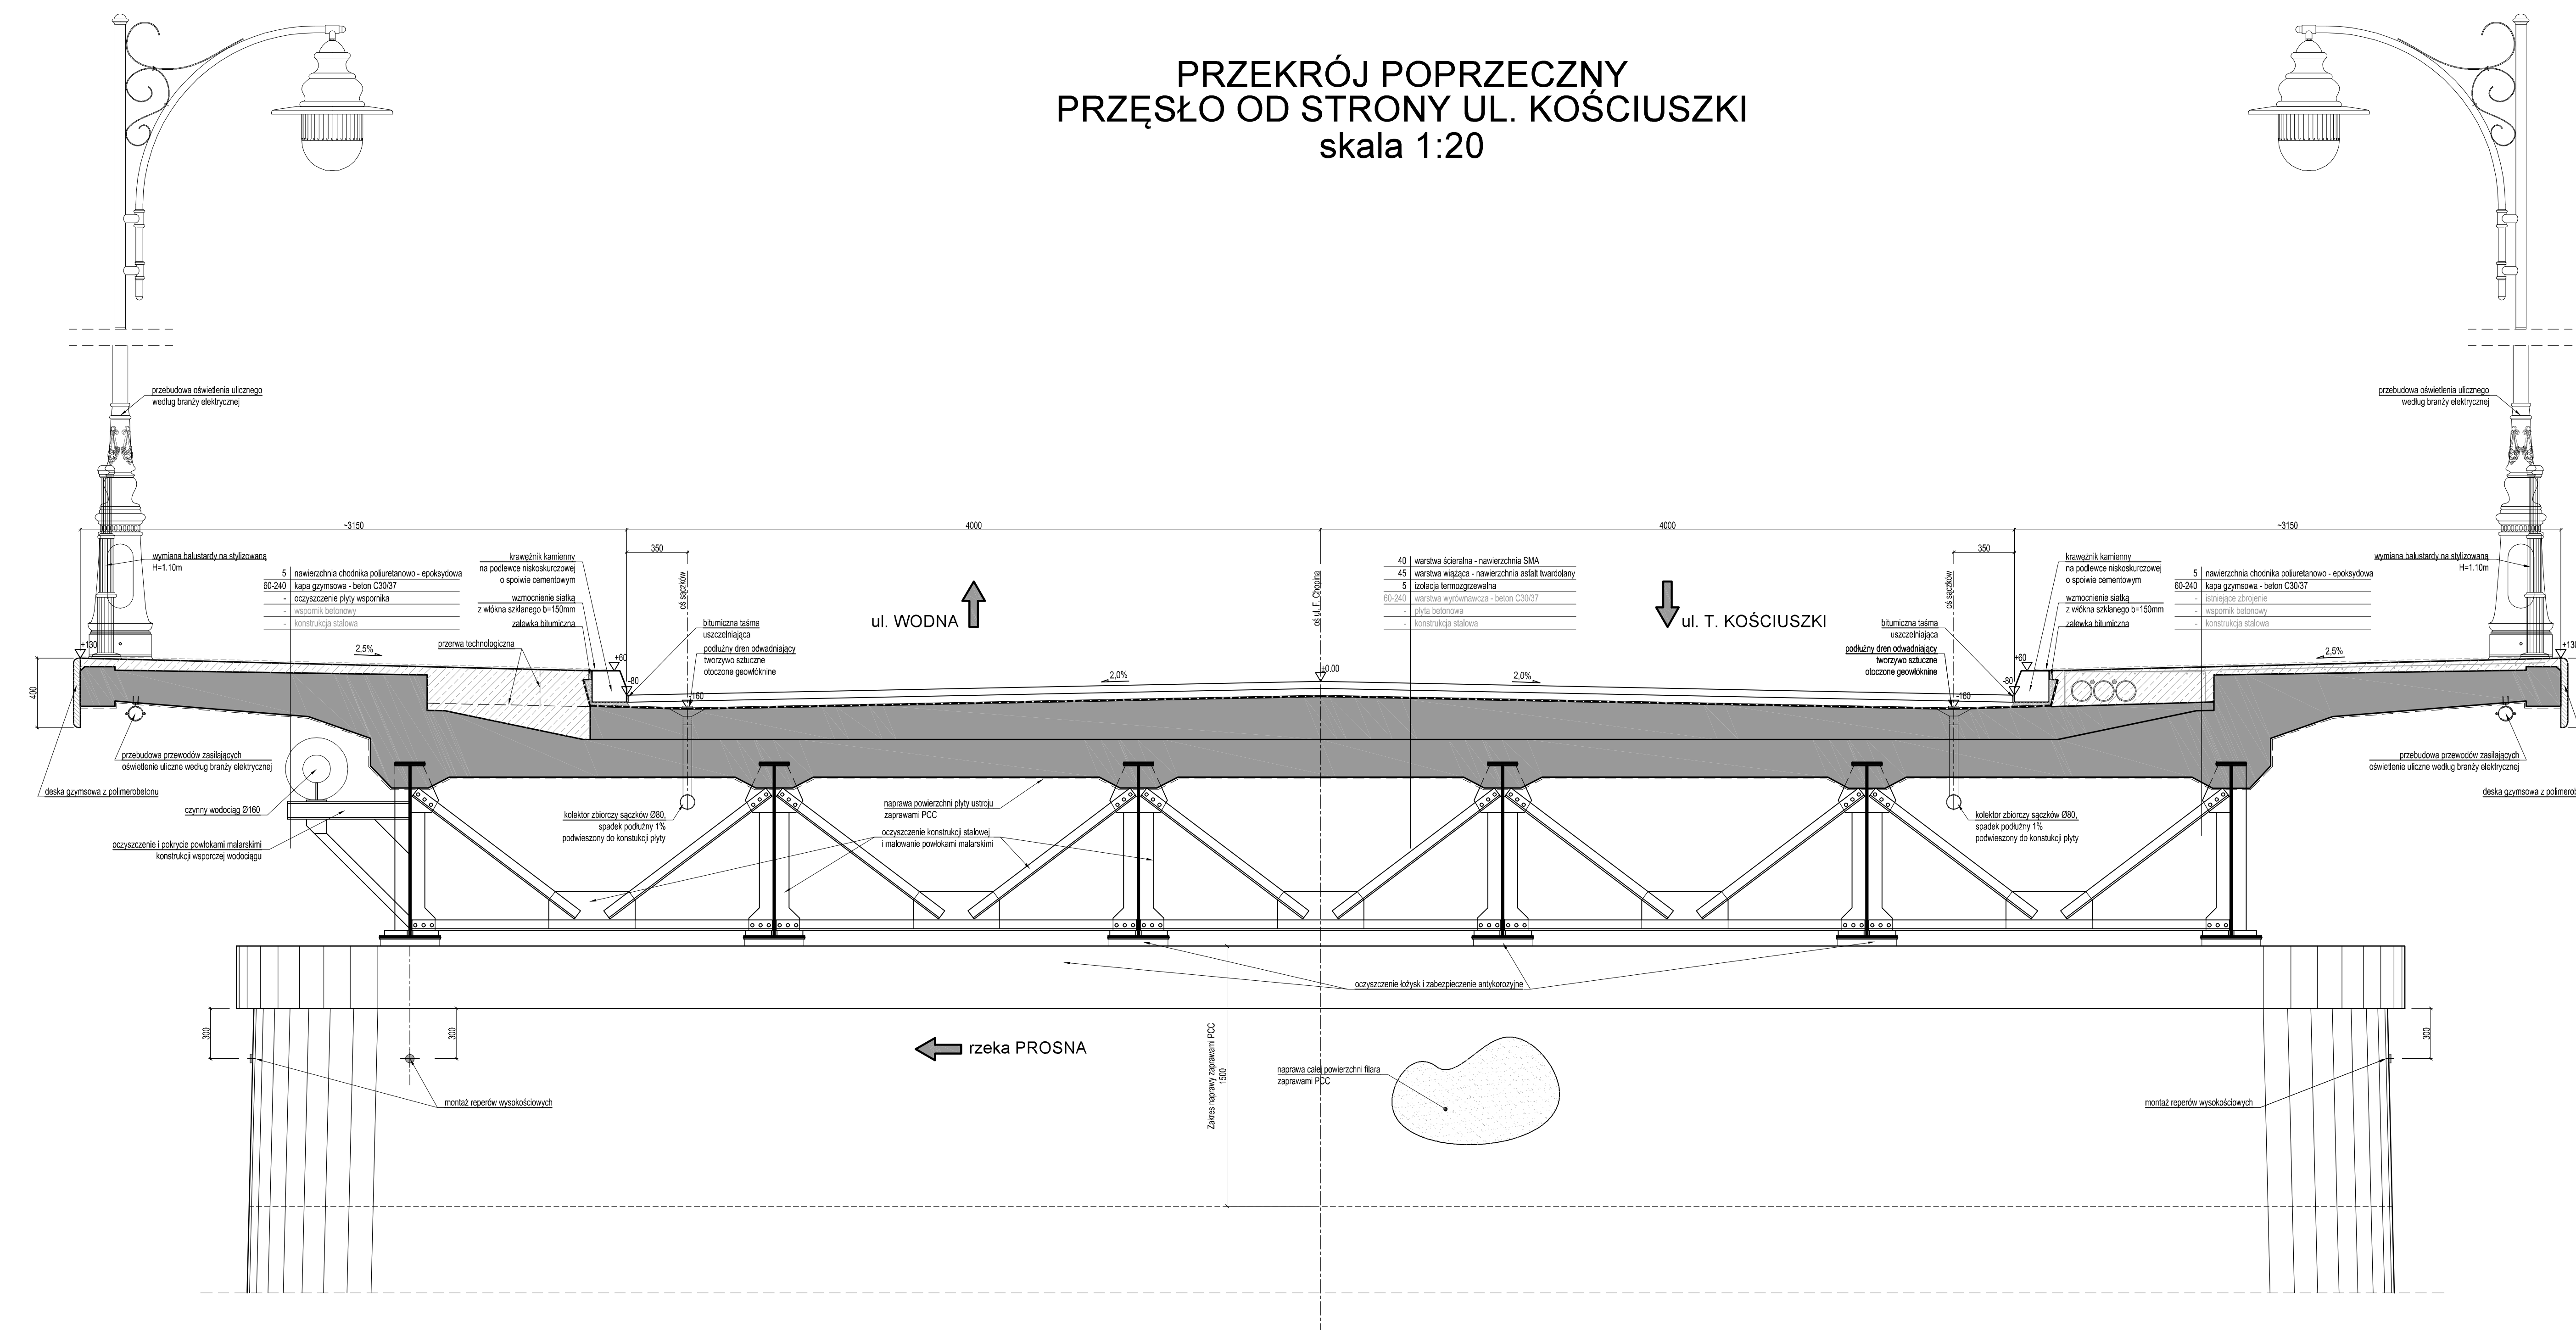 PRZEKRÓJ POPRZECZNY
PRZĘSŁO OD STRONY UL. KOŚCIUSZKI
skala 1:20
przebudowa oświetlenia ulicznego
według branży elektrycznej
przebudowa oświetlenia ulicznego
według branży elektrycznej
~3150
4000
4000
~3150
350
350
wymiana balustardy na stylizowaną
H=1.10m
5 nawierzchnia chodnika poliuretanowo - epoksydowa
60-240 kapa gzymsowa - beton C30/37
- oczyszczenie płyty wspornika
- wspornik betonowy
- konstrukcja stalowa
krawężnik kamienny
na podlewce niskoskurczowej
o spoiwie cementowym
wzmocnienie siatką
z włókna szklanego b=150mm
zalewka bitumiczna
przerwa technologiczna
oś sączków
bitumiczna taśma
uszczelniająca
podłużny dren odwadniający
tworzywo sztuczne
otoczone geowłóknine
ul. WODNA
oś ul. F. Chopina
40 warstwa ścieralna - nawierzchnia SMA
45 warstwa wiążąca - nawierzchnia asfalt twardolany
5 izolacja termozgrzewalna
60-240 warstwa wyrównawcza - beton C30/37
- płyta betonowa
- konstrukcja stalowa
ul. T. KOŚCIUSZKI
bitumiczna taśma
uszczelniająca
podłużny dren odwadniający
tworzywo sztuczne
otoczone geowłóknine
oś sączków
krawężnik kamienny
na podlewce niskoskurczowej
o spoiwie cementowym
wzmocnienie siatką
z włókna szklanego b=150mm
zalewka bitumiczna
5 nawierzchnia chodnika poliuretanowo - epoksydowa
60-240 kapa gzymsowa - beton C30/37
- istniejące zbrojenie
- wspornik betonowy
- konstrukcja stalowa
wymiana balustardy na stylizowaną
H=1.10m
+130
2,5%
+60
-80
-160
2,0%
±0.00
2,0%
-160
-80
+60
2,5%
+130
400
przebudowa przewodów zasilających
oświetlenie uliczne według branży elektrycznej
deska gzymsowa z polimerobetonu
czynny wodociąg Ø160
oczyszczenie i pokrycie powłokami malarskimi
konstrukcji wsporczej wodociągu
kolektor zbiorczy sączków Ø80,
spadek podłużny 1%
podwieszony do konstukcji płyty
naprawa powierzchni płyty ustroju
zaprawami PCC
oczyszczenie konstrukcji stalowej
i malowanie powłokami malarskimi
kolektor zbiorczy sączków Ø80,
spadek podłużny 1%
podwieszony do konstukcji płyty
przebudowa przewodów zasilających
oświetlenie uliczne według branży elektrycznej
deska gzymsowa z polimerobe
oczyszczenie łożysk i zabezpieczenie antykorozyjne
300
300
300
rzeka PROSNA
Zakres naprawy zaprawami PCC
1500
naprawa całej powierzchni filara
zaprawami PCC
montaż reperów wysokościowych
montaż reperów wysokościowych